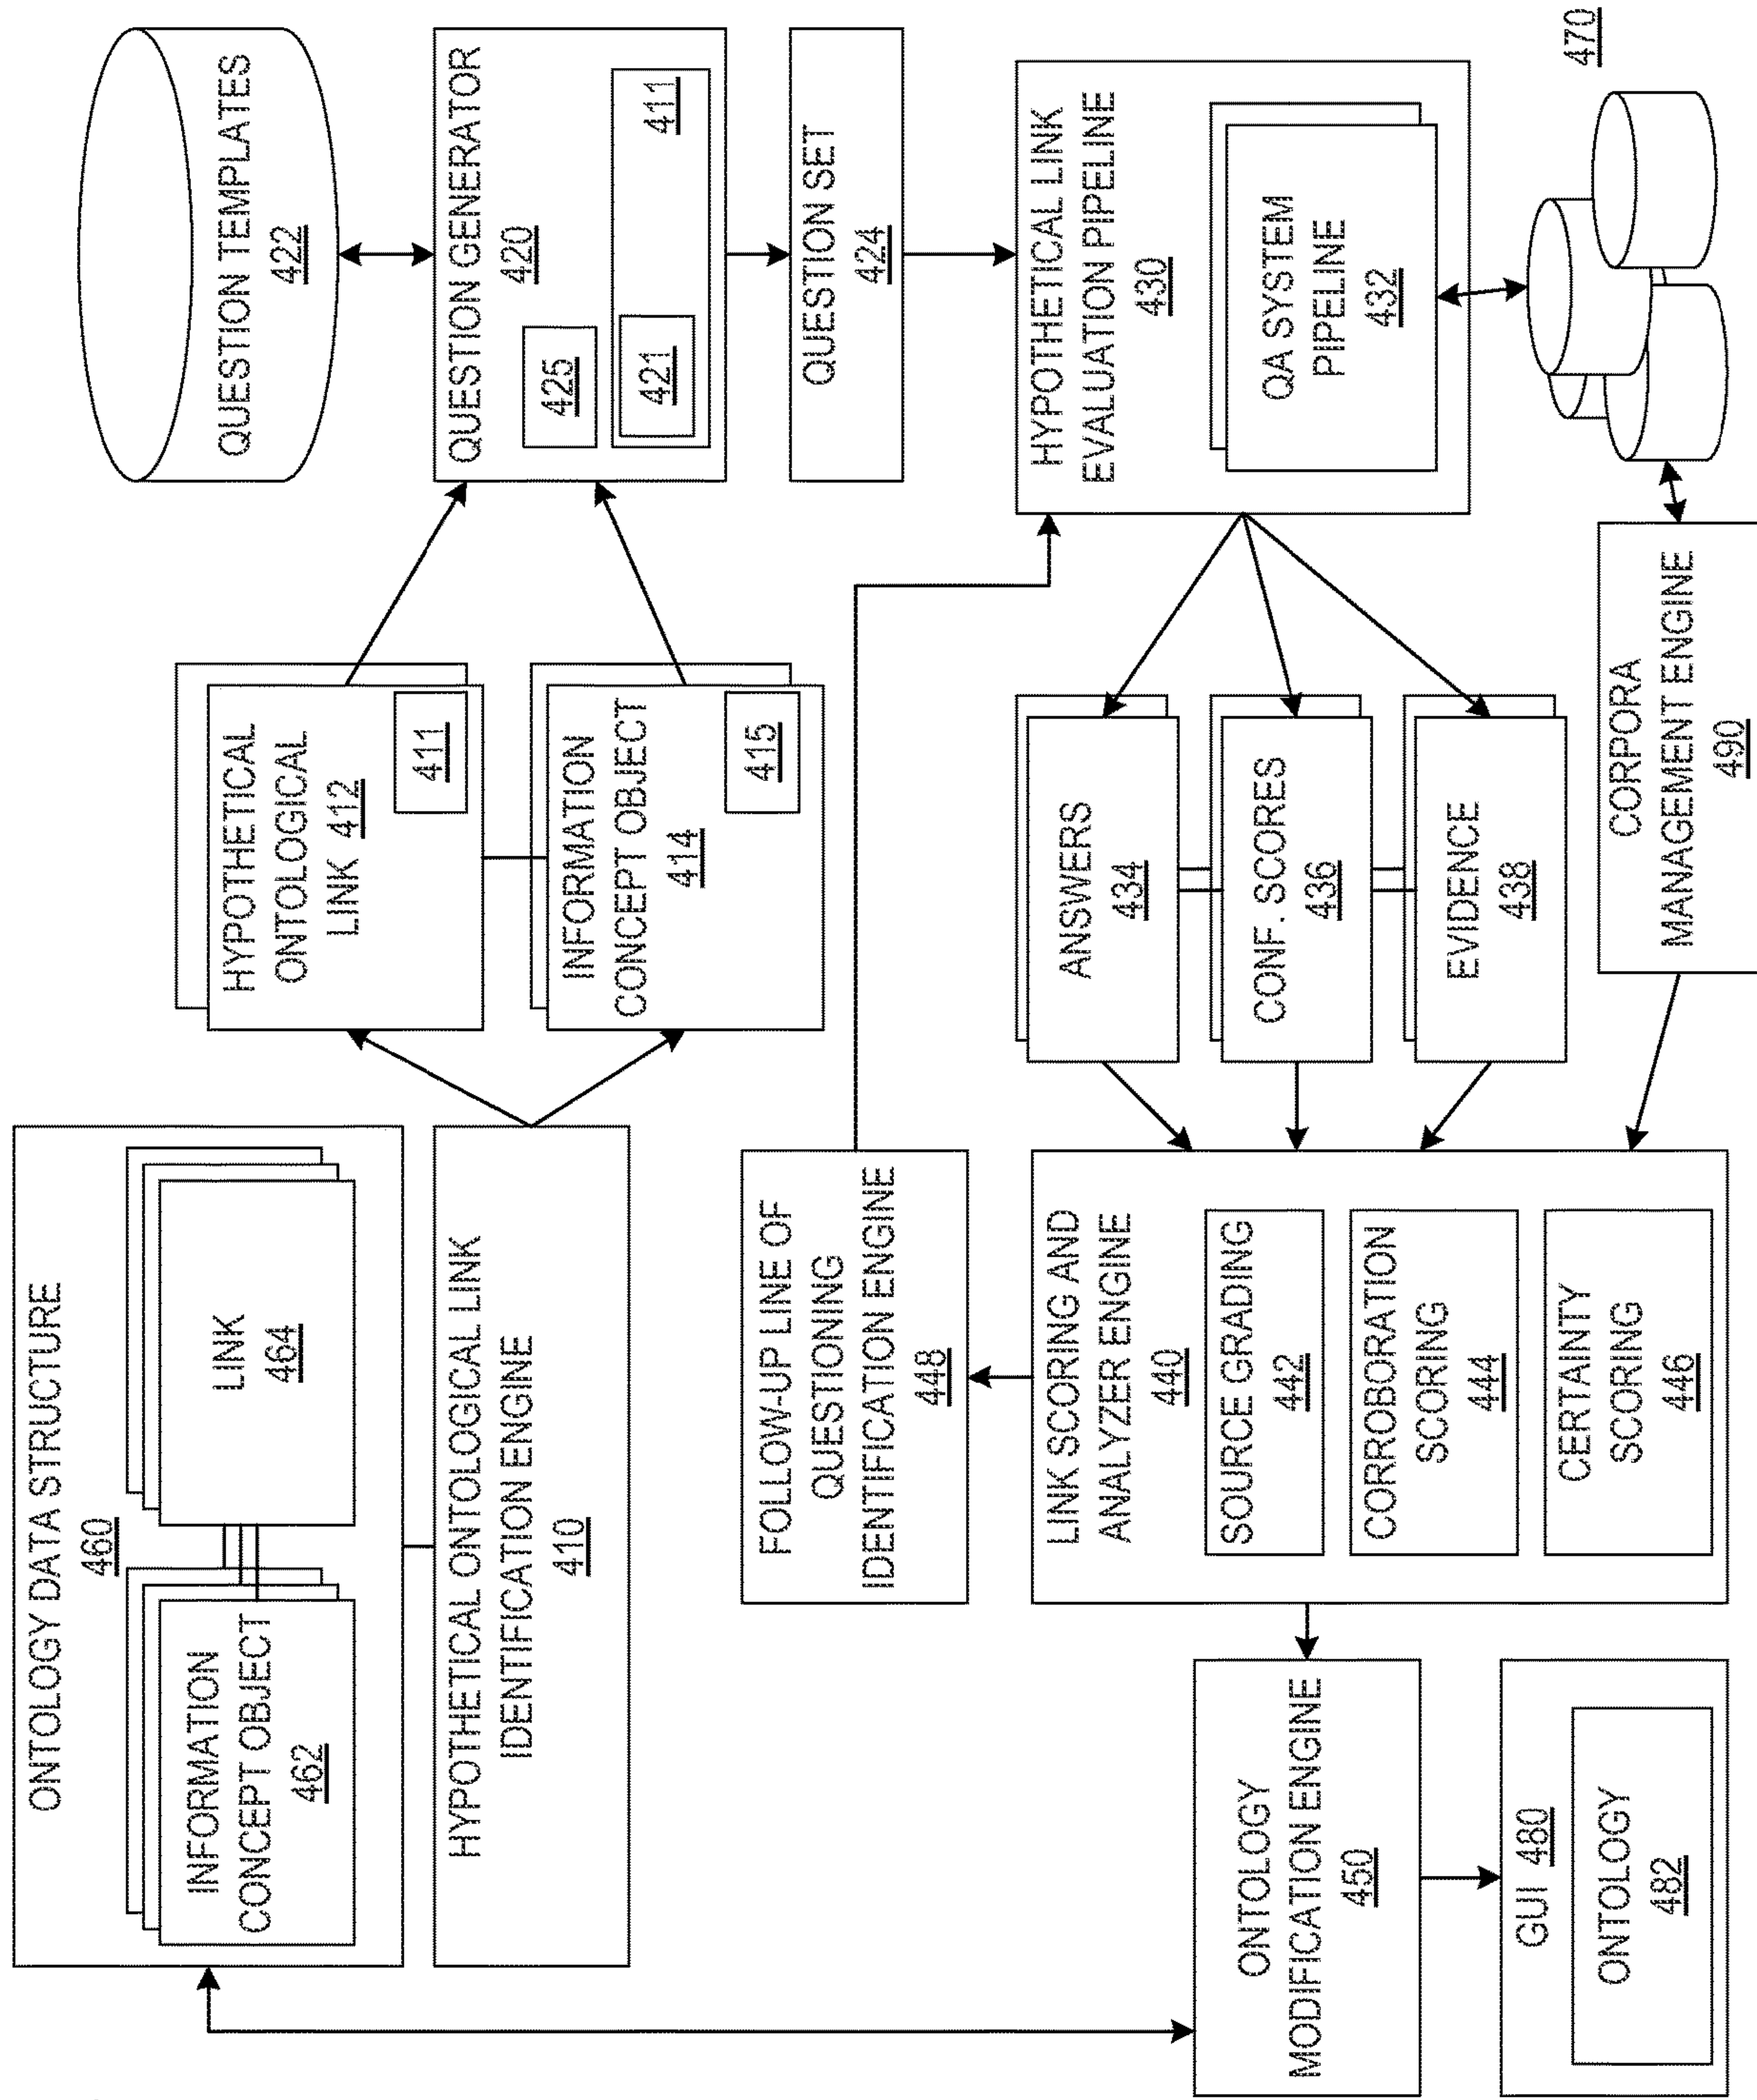 ONTOLOGY DATA STRUCTURE
460
INFORMATION
CONCEPT OBJECT
462
LINK
464
HYPOTHETICAL ONTOLOGICAL LINK
IDENTIFICATION ENGINE
410
HYPOTHETICAL
ONTOLOGICAL
LINK 412
411
INFORMATION
CONCEPT OBJECT
414
415
QUESTION TEMPLATES
422
QUESTION GENERATOR
420
425
421
411
QUESTION SET
424
FOLLOW-UP LINE OF
QUESTIONING
IDENTIFICATION ENGINE
448
HYPOTHETICAL LINK
EVALUATION PIPELINE
430
QA SYSTEM
PIPELINE
432
ANSWERS
434
CONF. SCORES
436
EVIDENCE
438
LINK SCORING AND
ANALYZER ENGINE
440
SOURCE GRADING
442
CORROBORATION
SCORING
444
CERTAINTY
SCORING
446
ONTOLOGY
MODIFICATION ENGINE
450
GUI 480
ONTOLOGY
482
CORPORA
MANAGEMENT ENGINE
490
470